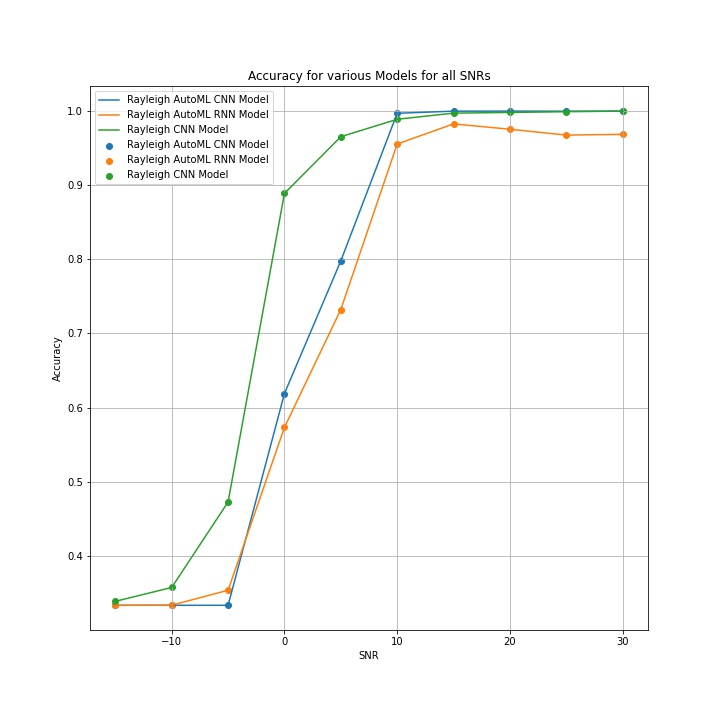 Accuracy for various Models for all SNRs
Rayleigh AutoML CNN Model
Rayleigh AutoML RNN Model
Rayleigh CNN Model
Rayleigh AutoML CNN Model
Rayleigh AutoML RNN Model
Rayleigh CNN Model
1.0
0.9
0.8
0.7
0.6
0.5
0.4
Accuracy
−10
0
10
20
30
SNR